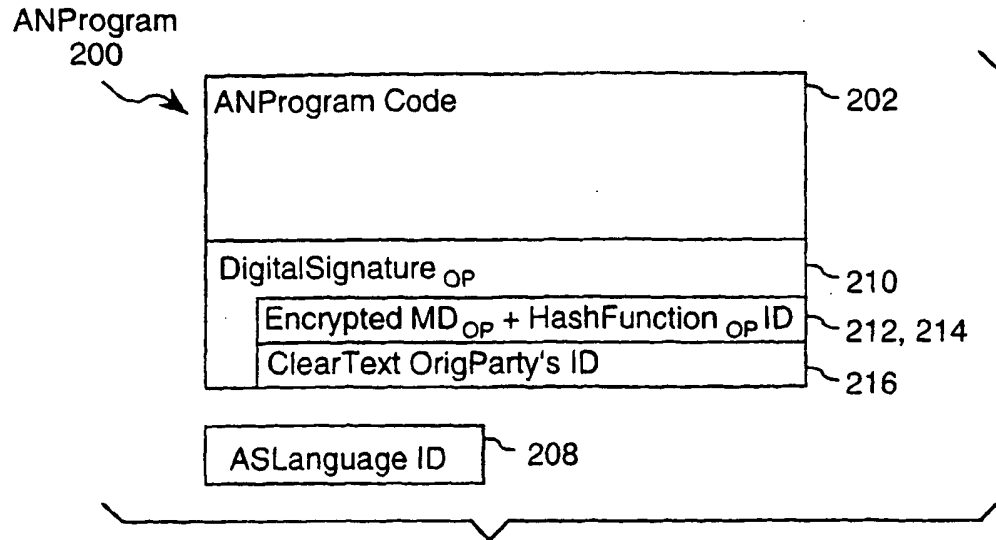 ANProgram
200
ANProgram Code
202
DigitalSignature OP
210
Encrypted MD OP + HashFunction OP ID
212, 214
ClearText OrigParty's ID
216
ASLanguage ID
208